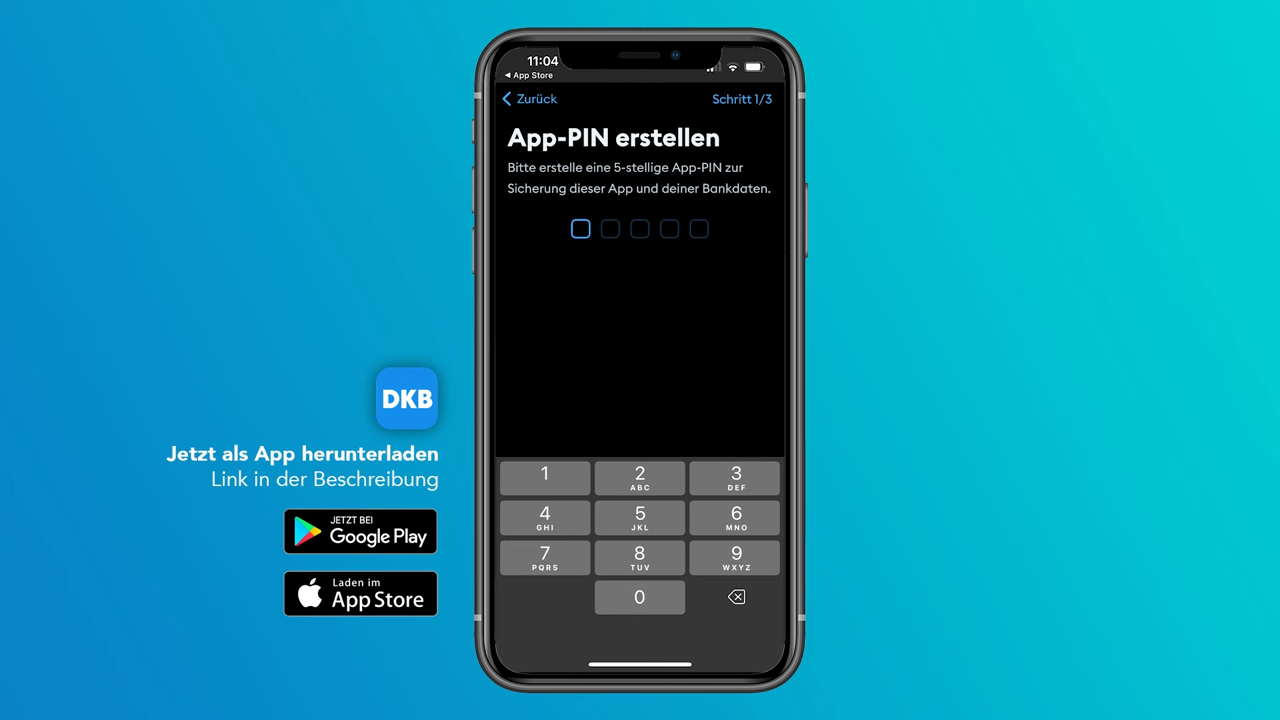 11:04
App Store
Zurück
Schritt 1/3
App-PIN erstellen
Bitte erstelle eine 5-stellige App-PIN zur
Sicherung dieser App und deiner Bankdaten.
DKB
Jetzt als App herunterladen
Link in der Beschreibung
JETZT BEI
Google Play
Laden im
App Store
1
2
ABC
3
DEF
4
GHI
5
JKL
6
MNO
7
PQRS
8
TUV
9
WXYZ
0